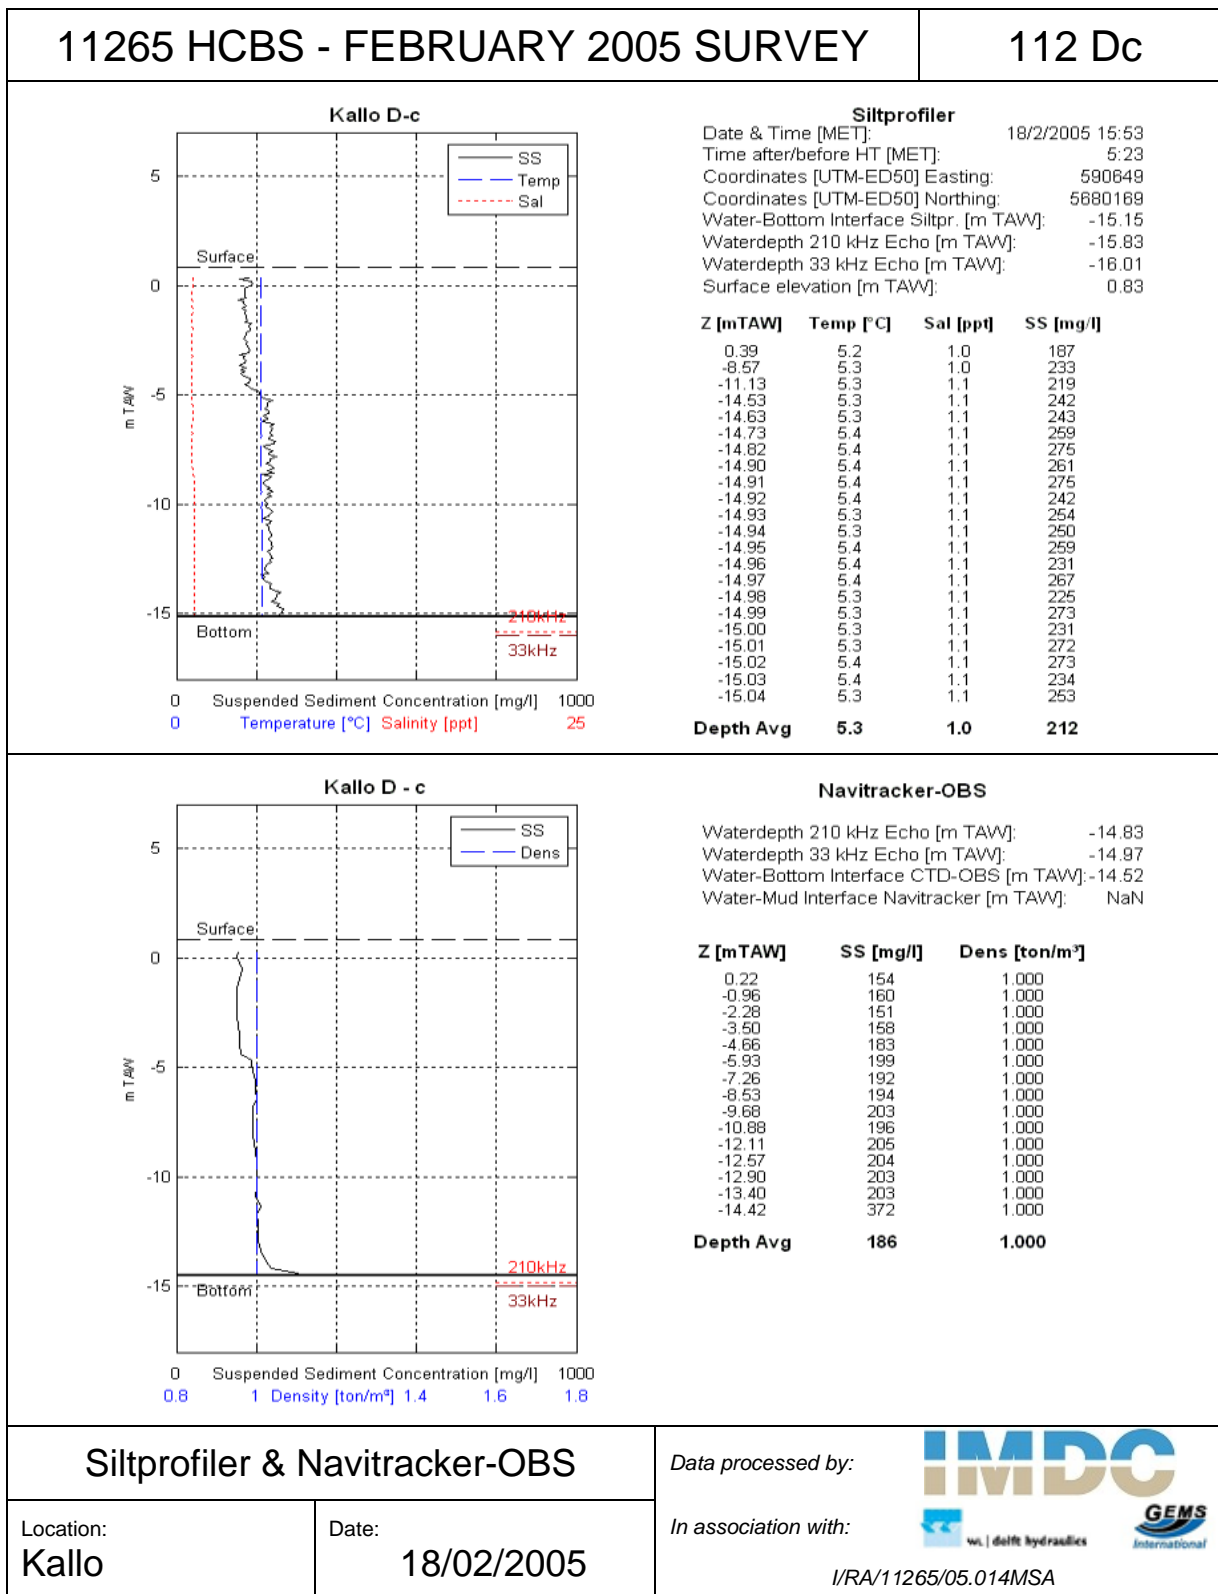 11265 HCBS - FEBRUARY 2005 SURVEY 112 Dc
Kallo D-c
SS
Temp
Sal
5
Surface
0
-5
m TAW
-10
-15
Bottom
210kHz
33kHz
0 Suspended Sediment Concentration [mg/l] 1000
0 Temperature [°C] Salinity [ppt] 25
Siltprofiler
Date & Time [MET]: 18/2/2005 15:53
Time after/before HT [MET]: 5:23
Coordinates [UTM-ED50] Easting: 590649
Coordinates [UTM-ED50] Northing: 5680169
Water-Bottom Interface Siltpr. [m TAW]: -15.15
Waterdepth 210 kHz Echo [m TAW]: -15.83
Waterdepth 33 kHz Echo [m TAW]: -16.01
Surface elevation [m TAW]: 0.83
Z [mTAW] Temp [°C] Sal [ppt] SS [mg/l]
0.39 5.2 1.0 187
-8.57 5.3 1.0 233
-11.13 5.3 1.1 219
-14.53 5.3 1.1 242
-14.63 5.3 1.1 243
-14.73 5.4 1.1 259
-14.82 5.4 1.1 275
-14.90 5.4 1.1 261
-14.91 5.4 1.1 275
-14.92 5.4 1.1 242
-14.93 5.3 1.1 254
-14.94 5.3 1.1 250
-14.95 5.4 1.1 259
-14.96 5.4 1.1 231
-14.97 5.4 1.1 267
-14.98 5.3 1.1 225
-14.99 5.3 1.1 273
-15.00 5.3 1.1 231
-15.01 5.3 1.1 272
-15.02 5.4 1.1 273
-15.03 5.4 1.1 234
-15.04 5.3 1.1 253
Depth Avg 5.3 1.0 212
Kallo D - c
SS
Dens
5
Surface
0
-5
m TAW
-10
-15
Bottom
210kHz
33kHz
0 Suspended Sediment Concentration [mg/l] 1000
0.8 1 Density [ton/m³] 1.4 1.6 1.8
Navitracker-OBS
Waterdepth 210 kHz Echo [m TAW]: -14.83
Waterdepth 33 kHz Echo [m TAW]: -14.97
Water-Bottom Interface CTD-OBS [m TAW]: -14.52
Water-Mud Interface Navitracker [m TAW]: NaN
Z [mTAW] SS [mg/l] Dens [ton/m³]
0.22 154 1.000
-0.96 160 1.000
-2.28 151 1.000
-3.50 158 1.000
-4.66 183 1.000
-5.93 199 1.000
-7.26 192 1.000
-8.53 194 1.000
-9.68 203 1.000
-10.88 196 1.000
-12.11 205 1.000
-12.57 204 1.000
-12.90 203 1.000
-13.40 203 1.000
-14.42 372 1.000
Depth Avg 186 1.000
Siltprofiler & Navitracker-OBS
Location:
Kallo
Date:
18/02/2005
Data processed by:
IMDC
In association with:
wl | delft hydraulics
GEMS
International
I/RA/11265/05.014MSA